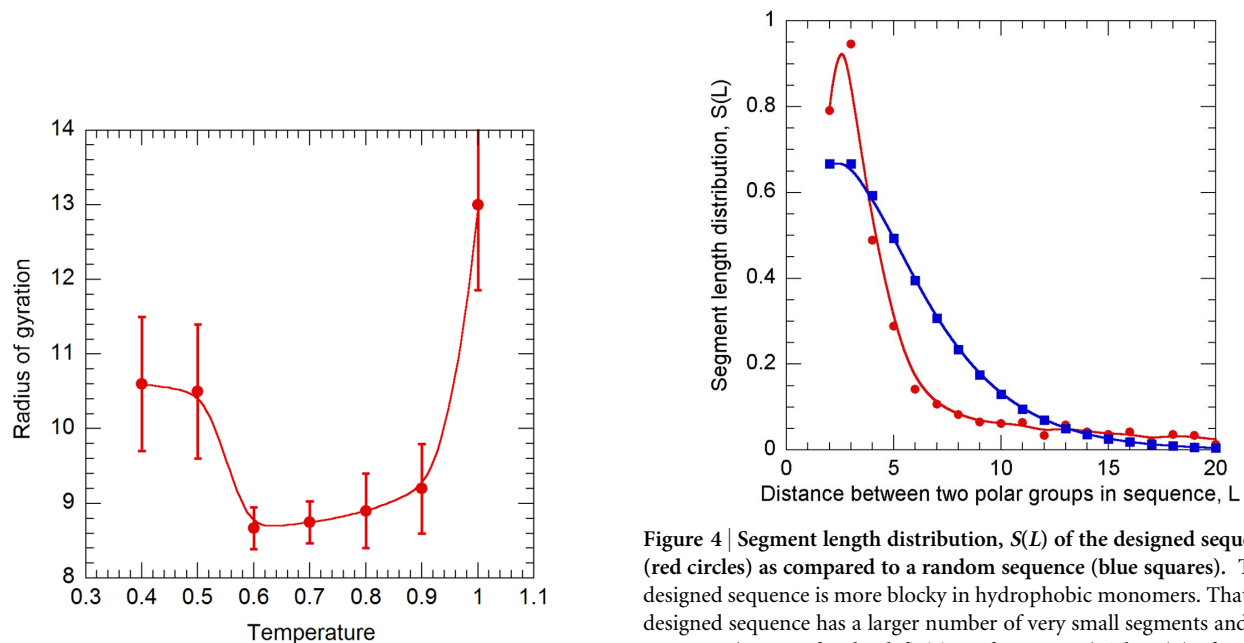 14
13
12
11
10
9
8
Radius of gyration
0.3 0.4 0.5 0.6 0.7 0.8 0.9 1 1.1
Temperature
1
0.8
0.6
0.4
0.2
0
Segment length distribution, S(L)
0 5 10 15 20
Distance between two polar groups in sequence, L
Figure 4 | Segment length distribution, S(L) of the designed
(red circles) as compared to a random sequence (blue squares).
designed sequence is more blocky in hydrophobic monomers. That
designed sequence has a larger number of very small segments and